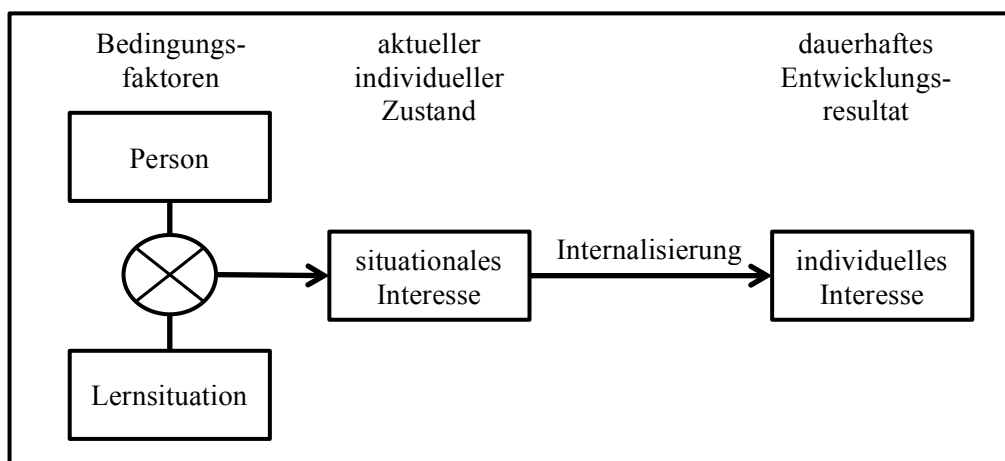 Bedingungs-
faktoren
aktueller
individueller
Zustand
dauerhaftes
Entwicklungs-
resultat
Person
situationales
Interesse
Internalisierung
individuelles
Interesse
Lernsituation